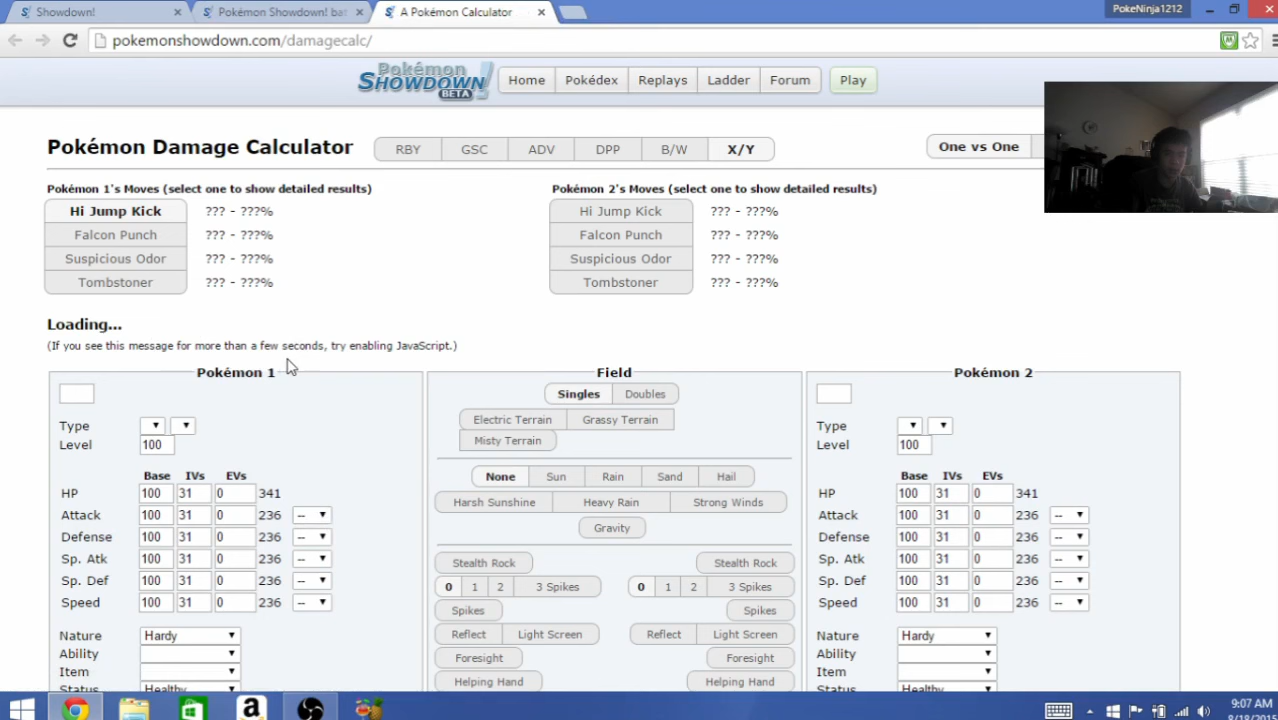 Showdown! ×
Pokémon Showdown! bat ×
A Pokémon Calculator ×
PokeNinja1212
pokemonshowdown.com/damagecalc/
Pokémon SHOWDOWN! BETA
Home Pokédex Replays Ladder Forum Play
Pokémon Damage Calculator RBY GSC ADV DPP B/W X/Y One vs One
Pokémon 1's Moves (select one to show detailed results) Pokémon 2's Moves (select one to show detailed results)
Hi Jump Kick ??? - ???% Hi Jump Kick ??? - ???%
Falcon Punch ??? - ???% Falcon Punch ??? - ???%
Suspicious Odor ??? - ???% Suspicious Odor ??? - ???%
Tombstoner ??? - ???% Tombstoner ??? - ???%
Loading...
(If you see this message for more than a few seconds, try enabling JavaScript.)
Pokémon 1
Type
Level 100
Base IVs EVs
HP 100 31 0 341
Attack 100 31 0 236 --
Defense 100 31 0 236 --
Sp. Atk 100 31 0 236 --
Sp. Def 100 31 0 236 --
Speed 100 31 0 236 --
Nature Hardy
Ability
Item
Status Healthy
Field
Singles Doubles
Electric Terrain Grassy Terrain
Misty Terrain
None Sun Rain Sand Hail
Harsh Sunshine Heavy Rain Strong Winds
Gravity
Stealth Rock Stealth Rock
0 1 2 3 Spikes 0 1 2 3 Spikes
Spikes Spikes
Reflect Light Screen Reflect Light Screen
Foresight Foresight
Helping Hand Helping Hand
Pokémon 2
Type
Level 100
Base IVs EVs
HP 100 31 0 341
Attack 100 31 0 236 --
Defense 100 31 0 236 --
Sp. Atk 100 31 0 236 --
Sp. Def 100 31 0 236 --
Speed 100 31 0 236 --
Nature Hardy
Ability
Item
Status Healthy
9:07 AM